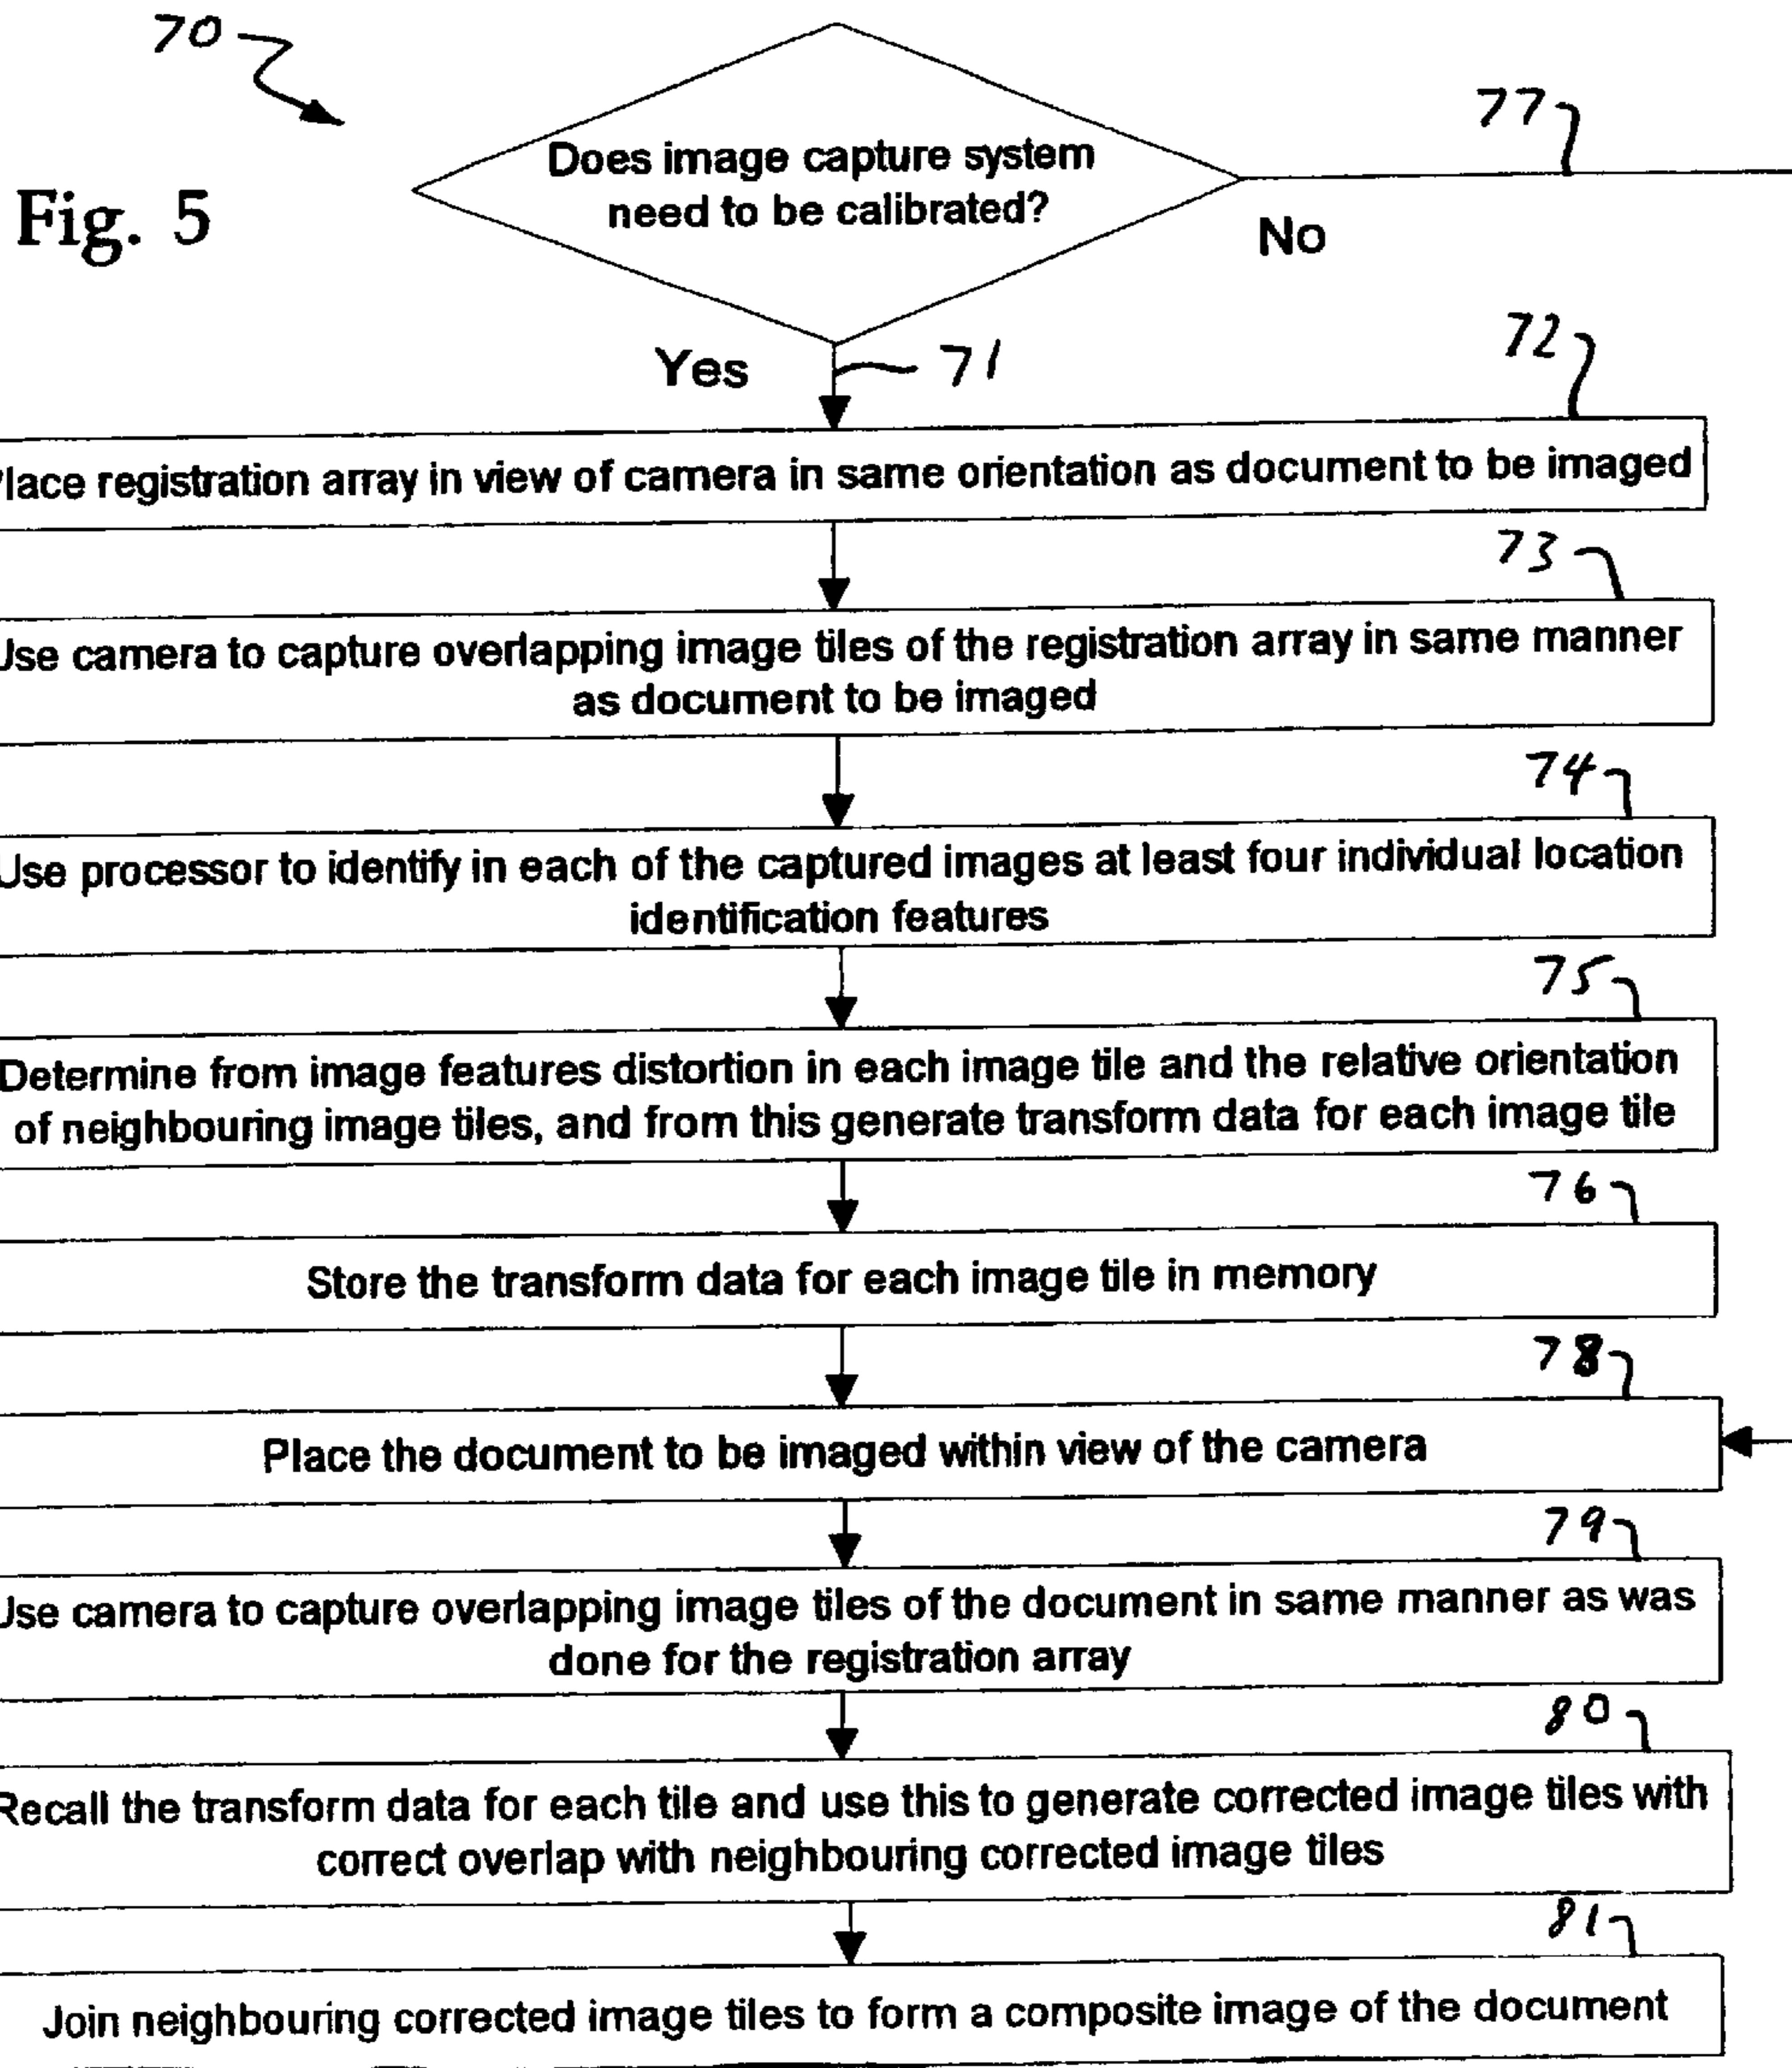 70
Does image capture system
need to be calibrated?
77
Fig. 5
No
72
Yes
71
lace registration array in view of camera in same orientation as document to be imaged
73
Use camera to capture overlapping image tiles of the registration array in same manner
as document to be imaged
74
Use processor to identify in each of the captured images at least four individual location
identification features
75
Determine from image features distortion in each image tile and the relative orientation
of neighbouring image tiles, and from this generate transform data for each image tile
76
Store the transform data for each image tile in memory
78
Place the document to be imaged within view of the camera
79
Use camera to capture overlapping image tiles of the document in same manner as was
done for the registration array
80
Recall the transform data for each tile and use this to generate corrected image tiles with
correct overlap with neighbouring corrected image tiles
81
Join neighbouring corrected image tiles to form a composite image of the document